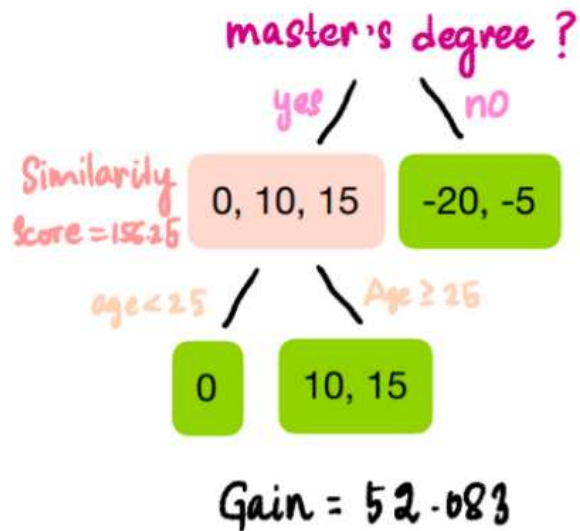 master's degree ?
yes no
Similarity
Score = 156.25
0, 10, 15
-20, -5
age < 25 Age ≥ 25
0
10, 15
Gain = 52.083